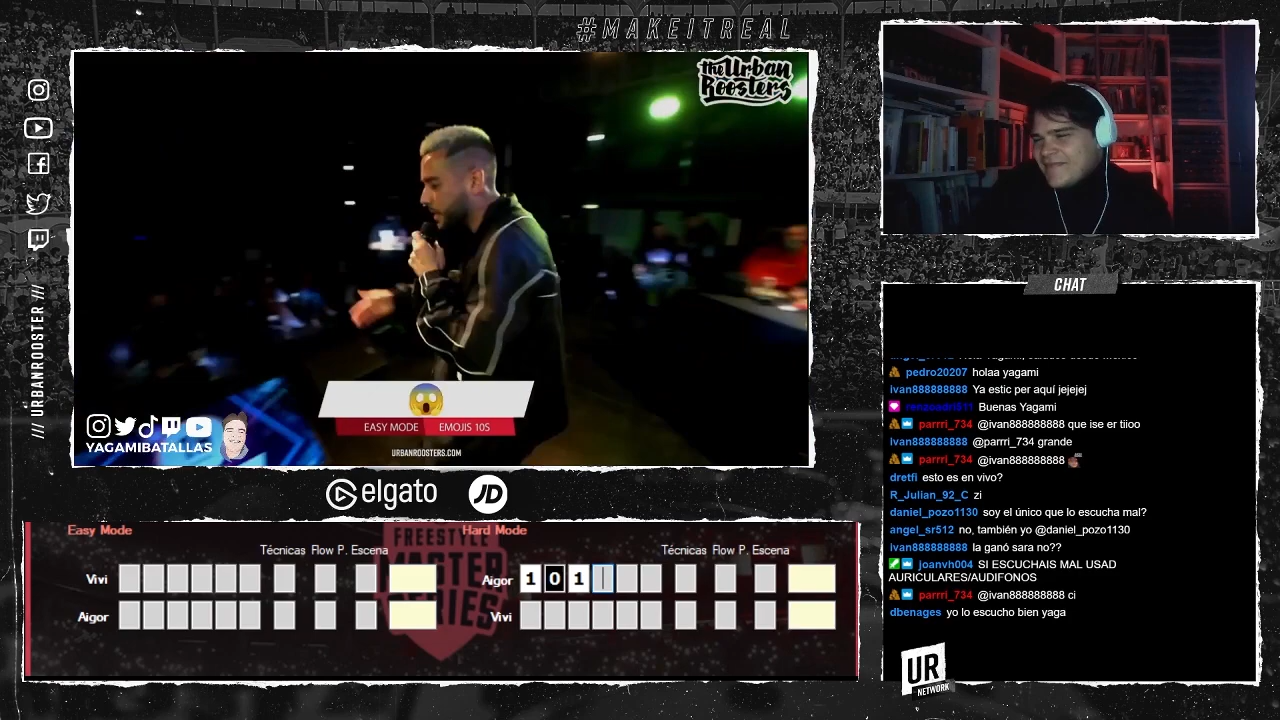 #MAKEITREAL
the Urban
Roosters
/// URBANROOSTER ///
EASY MODE EMOJIS 10S
URBANROOSTERS.COM
YAGAMIBATALLAS
elgato JD
CHAT
pedro20207 holaa yagami
ivan888888888 Ya estic per aquí jejejej
Buenas Yagami
parrri_734 @ivan888888888 que ise er tiioo
ivan888888888 @parrri_734 grande
parrri_734 @ivan888888888
dretfi esto es en vivo?
R_Julian_92_C zi
daniel_pozo1130 soy el único que lo escucha mal?
angel_sr512 no, también yo @daniel_pozo1130
ivan888888888 la ganó sara no??
joanvh004 SI ESCUCHAIS MAL USAD
AURICULARES/AUDIFONOS
parrri_734 @ivan888888888 ci
dbenages yo lo escucho bien yaga
UR
NETWORK
Easy Mode
Técnicas Flow P. Escena
Vivi
Aigor
FREESTYLE
MASTER
SERIES
Hard Mode
Técnicas Flow P. Escena
Aigor 1 0 1
Vivi